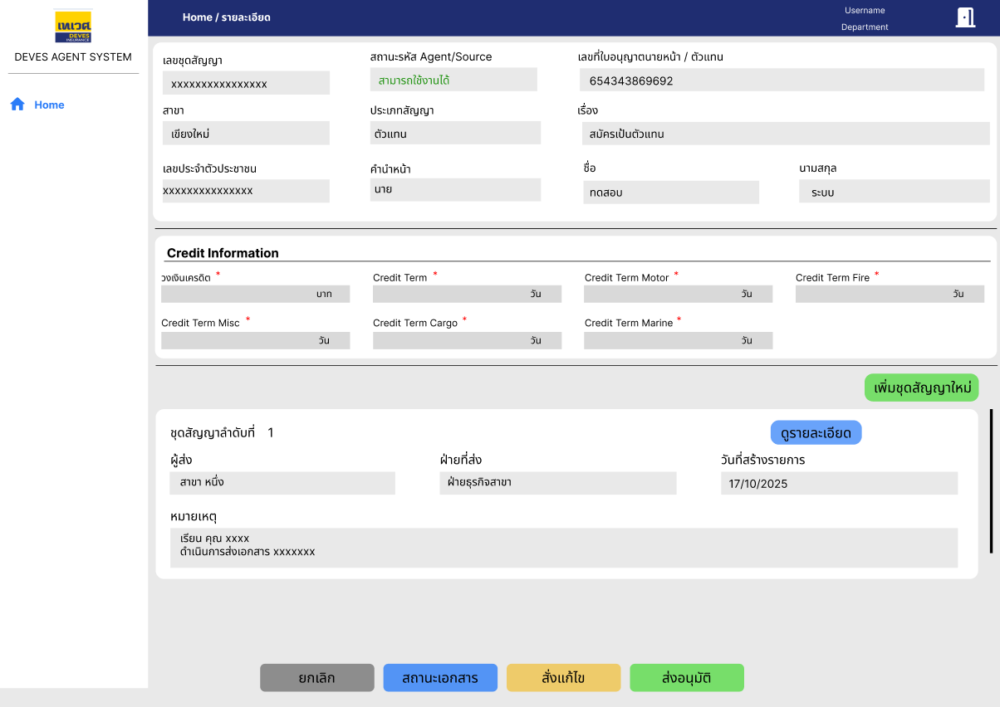 เทเวศ
DEVES
INSURANCE
DEVES AGENT SYSTEM
Home
Home / รายละเอียด
Username
Department
เลขชุดสัญญา
สถานะรหัส Agent/Source
เลขที่ใบอนุญาตนายหน้า / ตัวแทน
xxxxxxxxxxxxxxxx
สามารถใช้งานได้
654343869692
สาขา
ประเภทสัญญา
เรื่อง
เขียงใหม่
ตัวแทน
สมัครเป้นตัวแทน
เลขประจำตัวประชาชน
คำนำหน้า
ชื่อ
นามสกุล
xxxxxxxxxxxxxxx
นาย
ทดสอบ
ระบบ
Credit Information
วงเงินเครดิต *
Credit Term *
Credit Term Motor *
Credit Term Fire *
บาท
วัน
วัน
วัน
Credit Term Misc *
Credit Term Cargo *
Credit Term Marine *
วัน
วัน
วัน
เพิ่มชุดสัญญาใหม่
ชุดสัญญาลำดับที่ 1
ดูรายละเอียด
ผู้ส่ง
ฝ่ายที่ส่ง
วันที่สร้างรายการ
สาขา หนึ่ง
ฝ่ายธุรกิจสาขา
17/10/2025
หมายเหตุ
เรียน คุณ xxxx
ดำเนินการส่งเอกสาร xxxxxxx
ยกเลิก
สถานะเอกสาร
สั่งแก้ไข
ส่งอนุมัติ